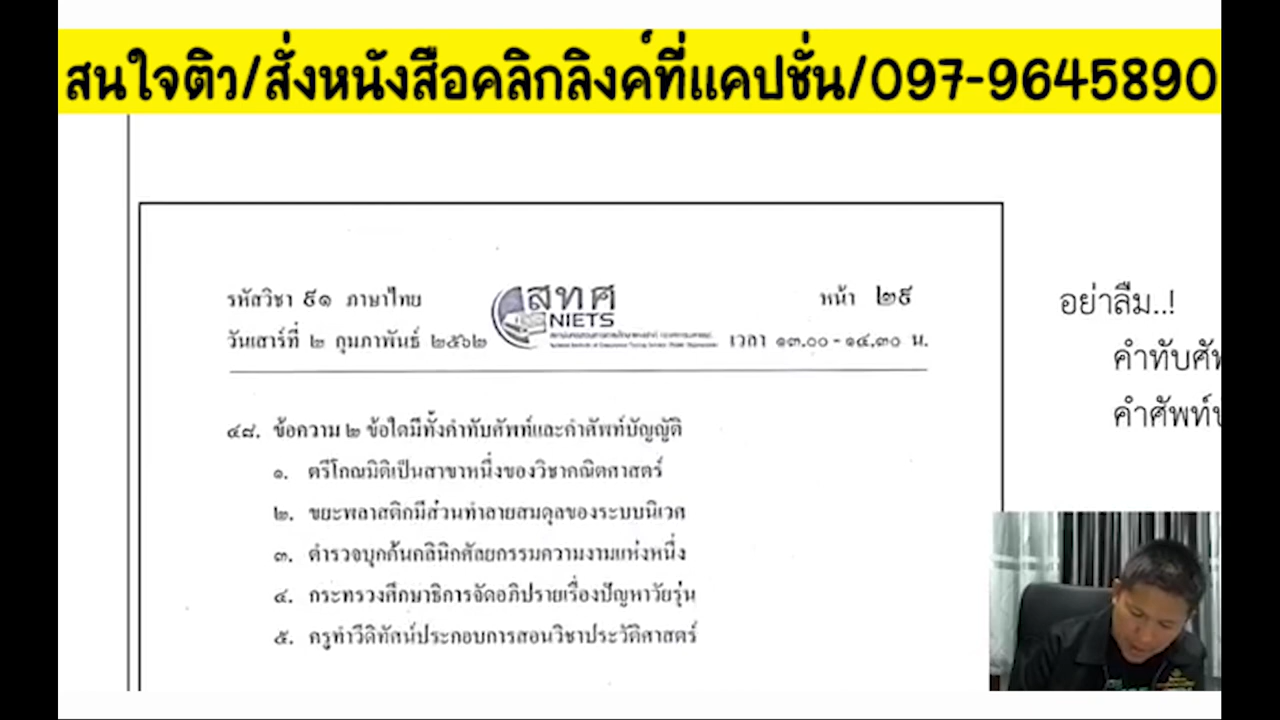 สนใจติว/สั่งหนังสือคลิกลิงค์ที่แคปชั่น/097-9645890
รหัสวิชา ๙๑ ภาษาไทย
สทศ
NIETS
หน้า ๒๙
วันเสาร์ที่ ๒ กุมภาพันธ์ ๒๕๖๒
เวลา ๑๓.๐๐ - ๑๔.๓๐ น.
อย่าลืม..!
คำทับศัพ
คำศัพท์บ
๔๘. ข้อความ ๒ ข้อใดมีทั้งคำทับศัพท์และคำศัพท์บัญญัติ
๑. ตรีโกณมิติเป็นสาขาหนึ่งของวิชาคณิตศาสตร์
๒. ขยะพลาสติกมีส่วนทำลายสมดุลของระบบนิเวศ
๓. ตำรวจบุกค้นคลินิกศัลยกรรมความงามแห่งหนึ่ง
๔. กระทรวงศึกษาธิการจัดอภิปรายเรื่องปัญหาวัยรุ่น
๕. ครูทำวีดิทัศน์ประกอบการสอนวิชาประวัติศาสตร์